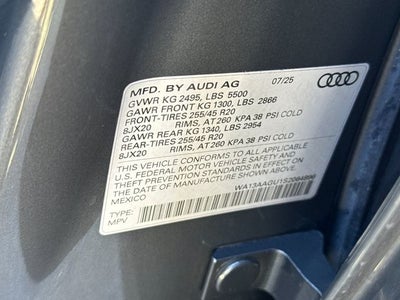 MFD. BY AUDI AG 07/25
GVWR KG 2495, LBS 5500
GAWR FRONT KG 1300, LBS 2866
FRONT-TIRES 255/45 R20
8JX20 RIMS, AT 260 KPA 38 PSI COLD
GAWR REAR KG 1340, LBS 2954
REAR-TIRES 255/45 R20
8JX20 RIMS, AT 260 KPA 38 PSI COLD
THIS VEHICLE CONFORMS TO ALL APPLICABLE
U.S. FEDERAL MOTOR VEHICLE SAFETY AND
THEFT PREVENTION STANDARDS IN EFFECT ON
THE DATE OF MANUFACTURE SHOWN ABOVE
MEXICO
WA13AAGU1S2084896
TYPE:
MPV